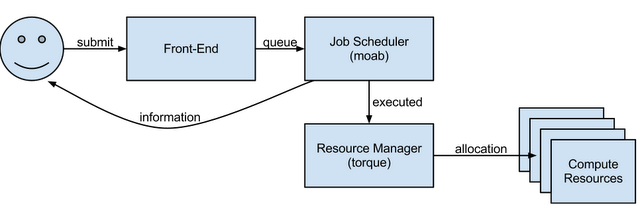 submit
Front-End
queue
Job Scheduler
(moab)
information
executed
Resource Manager
(torque)
allocation
Compute
Resources